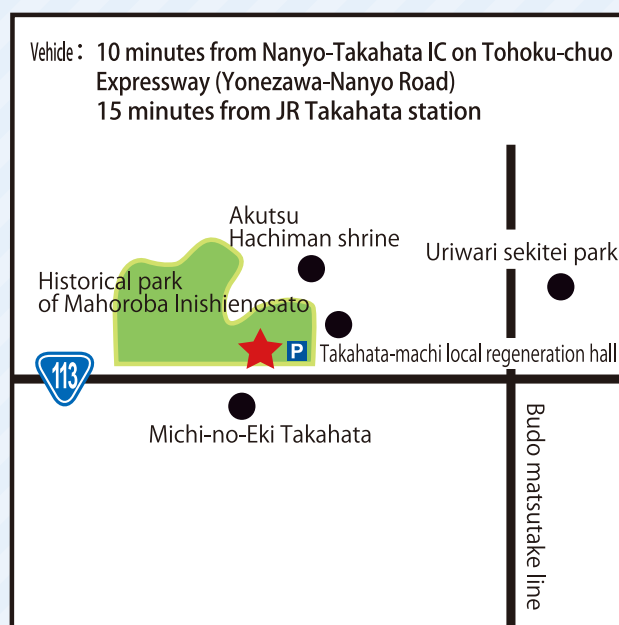 Vehicle: 10 minutes from Nanyo-Takahata IC on Tohoku-chuo
Expressway (Yonezawa-Nanyo Road)
15 minutes from JR Takahata station
Akutsu
Hachiman shrine
Uriwari sekitei park
Historical park
of Mahoroba Inishienosato
P
Takahata-machi local regeneration hall
113
Michi-no-Eki Takahata
Budo matsutake line